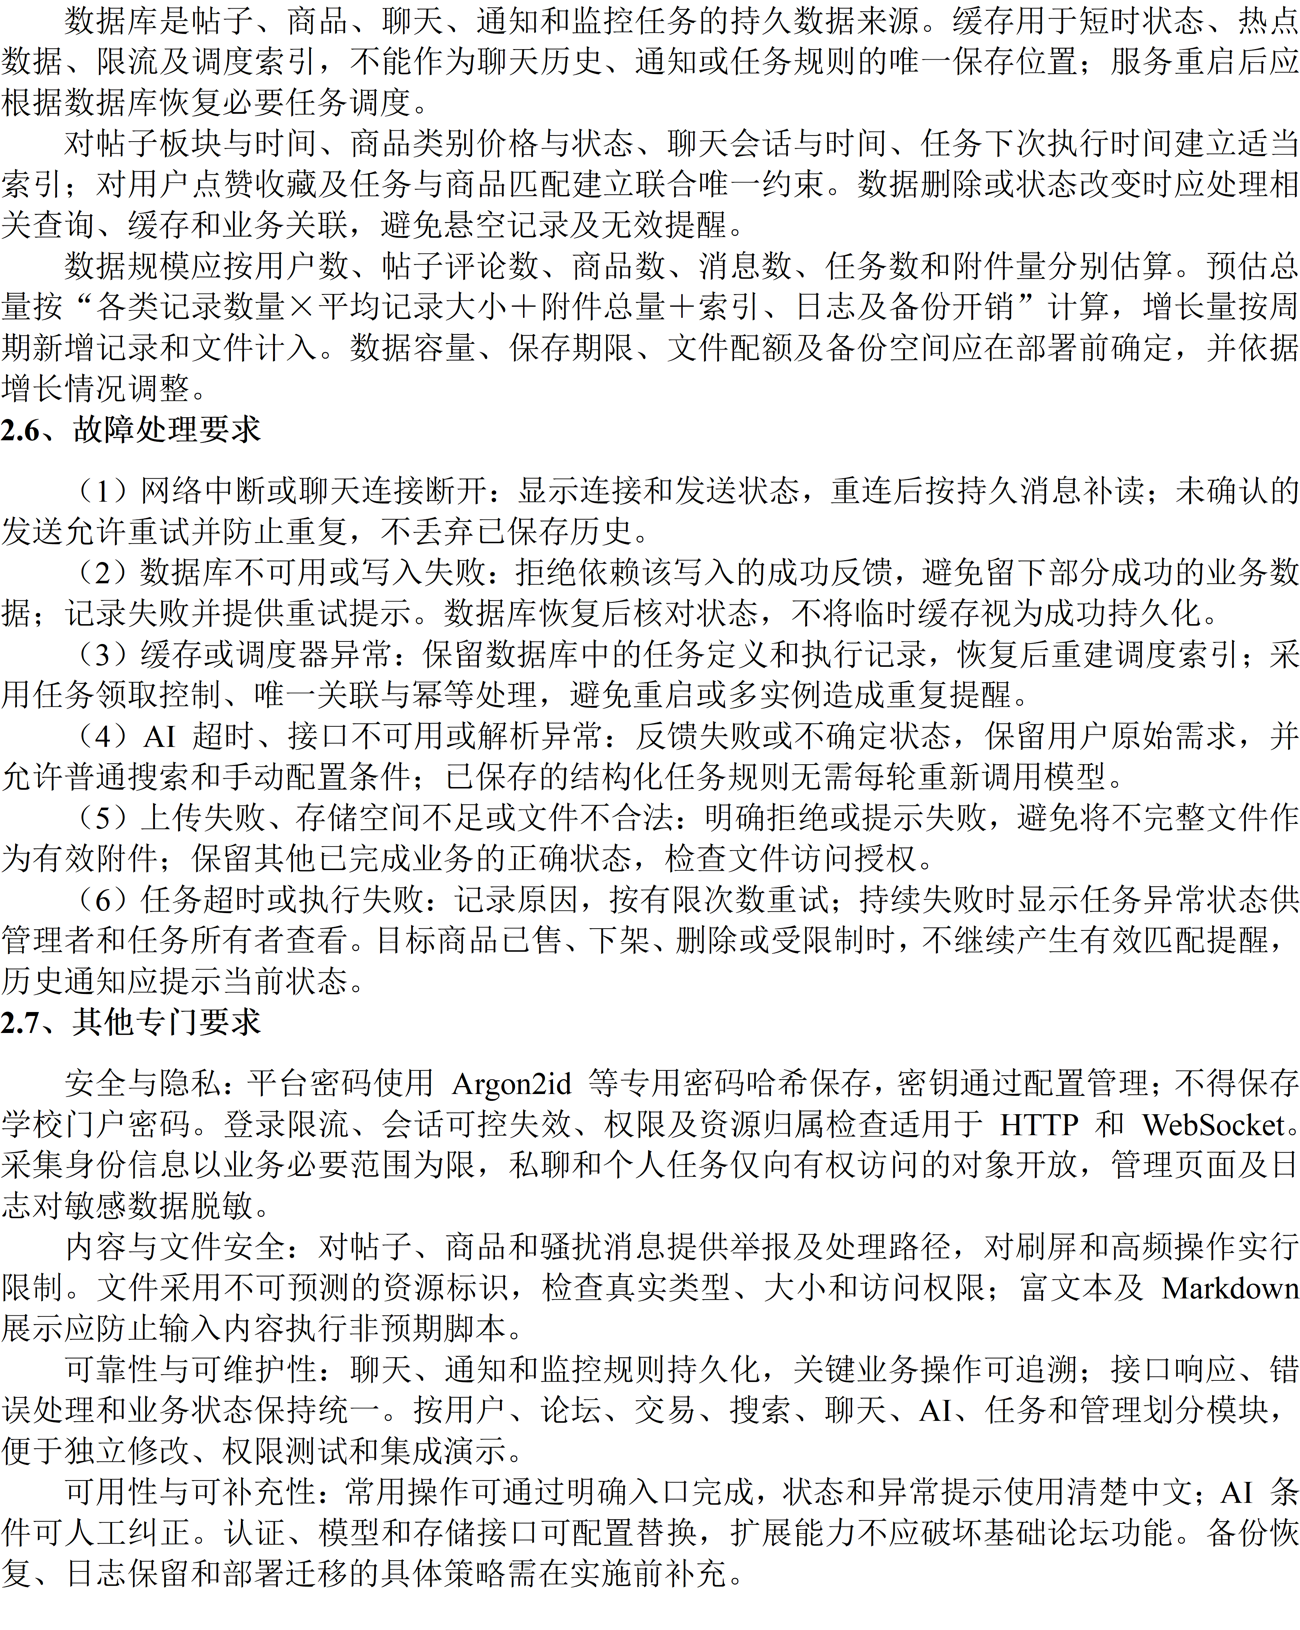 数据库是帖子、商品、聊天、通知和监控任务的持久数据来源。缓存用于短时状态、热点
数据、限流及调度索引，不能作为聊天历史、通知或任务规则的唯一保存位置；服务重启后应
根据数据库恢复必要任务调度。
对帖子板块与时间、商品类别价格与状态、聊天会话与时间、任务下次执行时间建立适当
索引；对用户点赞收藏及任务与商品匹配建立联合唯一约束。数据删除或状态改变时应处理相
关查询、缓存和业务关联，避免悬空记录及无效提醒。
数据规模应按用户数、帖子评论数、商品数、消息数、任务数和附件量分别估算。预估总
量按“各类记录数量×平均记录大小＋附件总量＋索引、日志及备份开销”计算，增长量按周
期新增记录和文件计入。数据容量、保存期限、文件配额及备份空间应在部署前确定，并依据
增长情况调整。
2.6、故障处理要求
（1）网络中断或聊天连接断开：显示连接和发送状态，重连后按持久消息补读；未确认的
发送允许重试并防止重复，不丢弃已保存历史。
（2）数据库不可用或写入失败：拒绝依赖该写入的成功反馈，避免留下部分成功的业务数
据；记录失败并提供重试提示。数据库恢复后核对状态，不将临时缓存视为成功持久化。
（3）缓存或调度器异常：保留数据库中的任务定义和执行记录，恢复后重建调度索引；采
用任务领取控制、唯一关联与幂等处理，避免重启或多实例造成重复提醒。
（4）AI 超时、接口不可用或解析异常：反馈失败或不确定状态，保留用户原始需求，并
允许普通搜索和手动配置条件；已保存的结构化任务规则无需每轮重新调用模型。
（5）上传失败、存储空间不足或文件不合法：明确拒绝或提示失败，避免将不完整文件作
为有效附件；保留其他已完成业务的正确状态，检查文件访问授权。
（6）任务超时或执行失败：记录原因，按有限次数重试；持续失败时显示任务异常状态供
管理者和任务所有者查看。目标商品已售、下架、删除或受限制时，不继续产生有效匹配提醒，
历史通知应提示当前状态。
2.7、其他专门要求
安全与隐私：平台密码使用 Argon2id 等专用密码哈希保存，密钥通过配置管理；不得保存
学校门户密码。登录限流、会话可控失效、权限及资源归属检查适用于 HTTP 和 WebSocket。
采集身份信息以业务必要范围为限，私聊和个人任务仅向有权访问的对象开放，管理页面及日
志对敏感数据脱敏。
内容与文件安全：对帖子、商品和骚扰消息提供举报及处理路径，对刷屏和高频操作实行
限制。文件采用不可预测的资源标识，检查真实类型、大小和访问权限；富文本及 Markdown
展示应防止输入内容执行非预期脚本。
可靠性与可维护性：聊天、通知和监控规则持久化，关键业务操作可追溯；接口响应、错
误处理和业务状态保持统一。按用户、论坛、交易、搜索、聊天、AI、任务和管理划分模块，
便于独立修改、权限测试和集成演示。
可用性与可补充性：常用操作可通过明确入口完成，状态和异常提示使用清楚中文；AI 条
件可人工纠正。认证、模型和存储接口可配置替换，扩展能力不应破坏基础论坛功能。备份恢
复、日志保留和部署迁移的具体策略需在实施前补充。